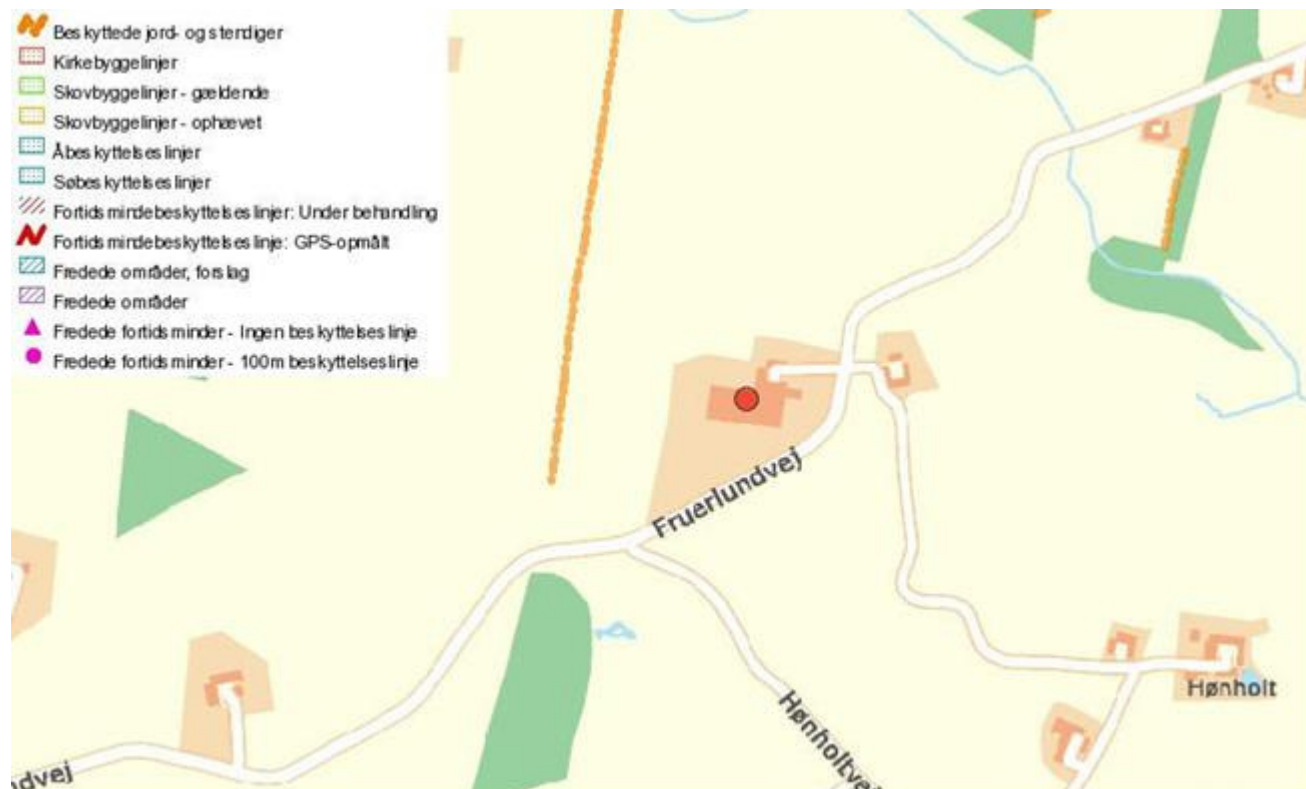 Beskyttede jord- og stendiger
Kirkebyggelinjer
Skovbyggelinjer - gældende
Skovbyggelinjer - ophævet
Åbeskyttelseslinjer
Søbeskyttelseslinjer
Fortidsmindebeskyttelseslinjer: Under behandling
Fortidsmindebeskyttelseslinje: GPS-opmålt
Fredede områder, forslag
Fredede områder
Fredede fortidsminder - Ingen beskyttelseslinje
Fredede fortidsminder - 100m beskyttelseslinje
Fruerlundvej
Hønholt
Hønholtvej
ndvej